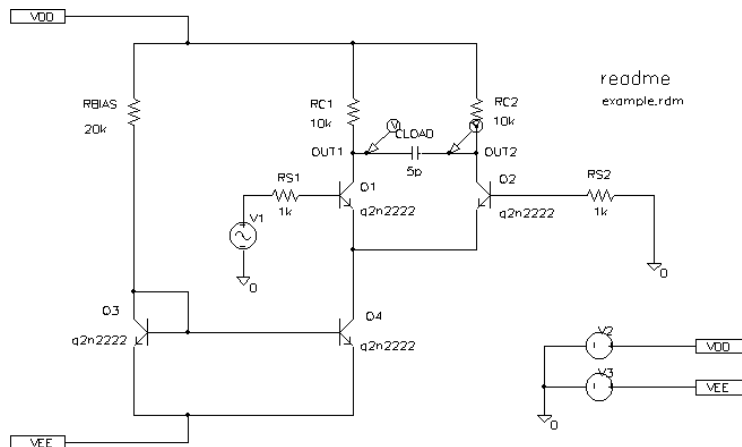 VDD
RBIAS
20k
RC1
10k
RC2
10k
readme
example.rdm
V
V
CLOAD
5p
OUT1
OUT2
RS1
1k
Q1
q2n2222
Q2
q2n2222
RS2
1k
V1
0
0
Q3
q2n2222
Q4
q2n2222
V2
VDD
V3
VEE
0
VEE